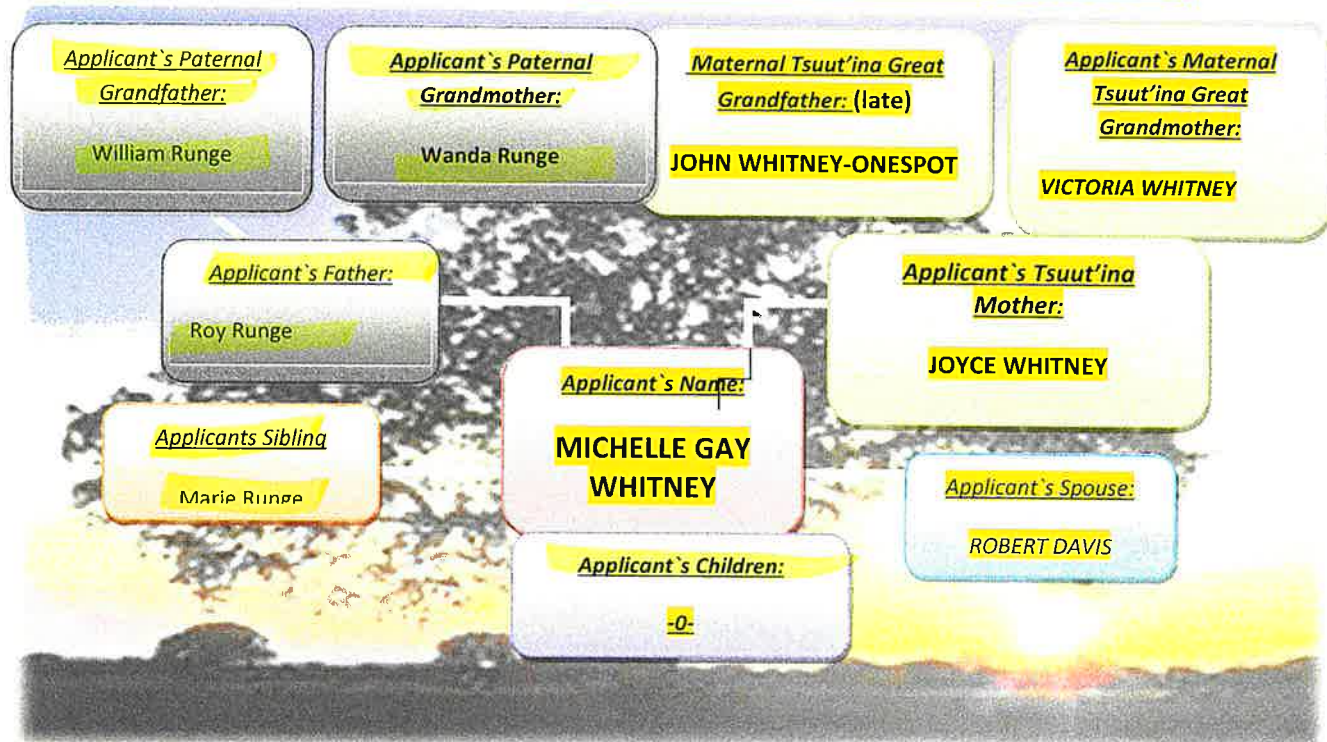 Applicant`s Paternal
Grandfather:
William Runge
Applicant`s Paternal
Grandmother:
Wanda Runge
Maternal Tsuut'ina Great
Grandfather: (late)
JOHN WHITNEY-ONESPOT
Applicant`s Maternal
Tsuut'ina Great
Grandmother:
VICTORIA WHITNEY
Applicant`s Father:
Roy Runge
Applicant`s Tsuut'ina
Mother:
JOYCE WHITNEY
Applicant`s Name:
MICHELLE GAY
WHITNEY
Applicants Sibling
Marie Runge
Applicant`s Spouse:
ROBERT DAVIS
Applicant`s Children:
-0-